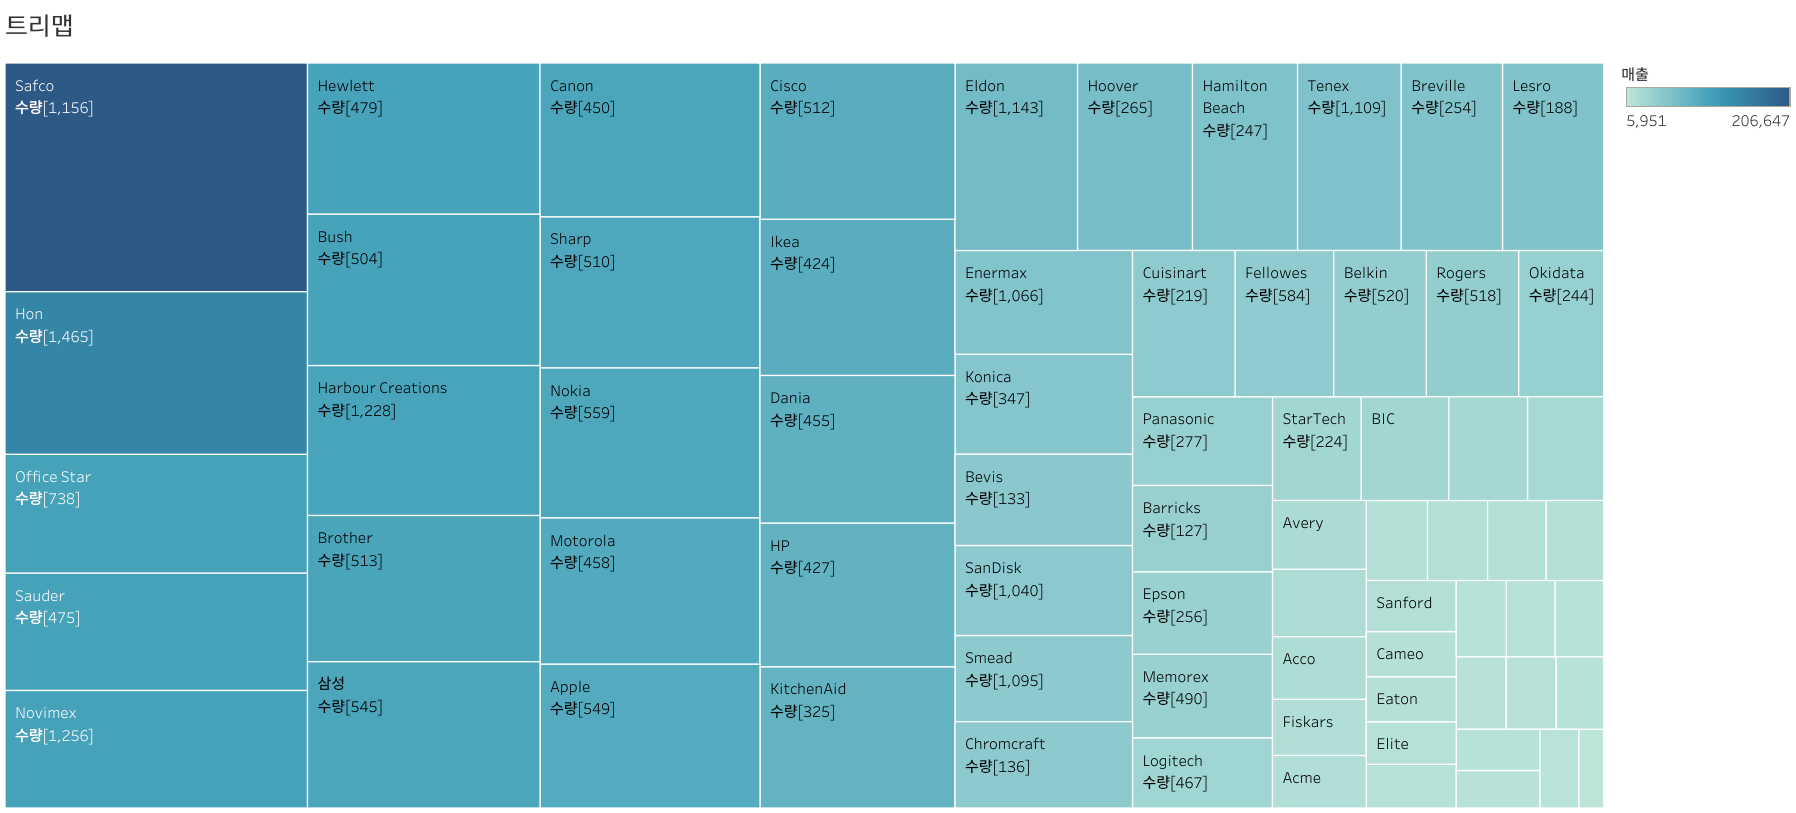 트리맵
Safco
수량[1,156]
Hon
수량[1,465]
Office Star
수량[738]
Sauder
수량[475]
Novimex
수량[1,256]
Hewlett
수량[479]
Bush
수량[504]
Harbour Creations
수량[1,228]
Brother
수량[513]
삼성
수량[545]
Canon
수량[450]
Sharp
수량[510]
Nokia
수량[559]
Motorola
수량[458]
Apple
수량[549]
Cisco
수량[512]
Ikea
수량[424]
Dania
수량[455]
HP
수량[427]
KitchenAid
수량[325]
Eldon
수량[1,143]
Hoover
수량[265]
Hamilton
Beach
수량[247]
Tenex
수량[1,109]
Breville
수량[254]
Lesro
수량[188]
Enermax
수량[1,066]
Konica
수량[347]
Bevis
수량[133]
SanDisk
수량[1,040]
Smead
수량[1,095]
Chromcraft
수량[136]
Cuisinart
수량[219]
Fellowes
수량[584]
Belkin
수량[520]
Rogers
수량[518]
Okidata
수량[244]
Panasonic
수량[277]
Barricks
수량[127]
Epson
수량[256]
Memorex
수량[490]
Logitech
수량[467]
StarTech
수량[224]
BIC
Avery
Acco
Fiskars
Acme
Sanford
Cameo
Eaton
Elite
매출
5,951
206,647